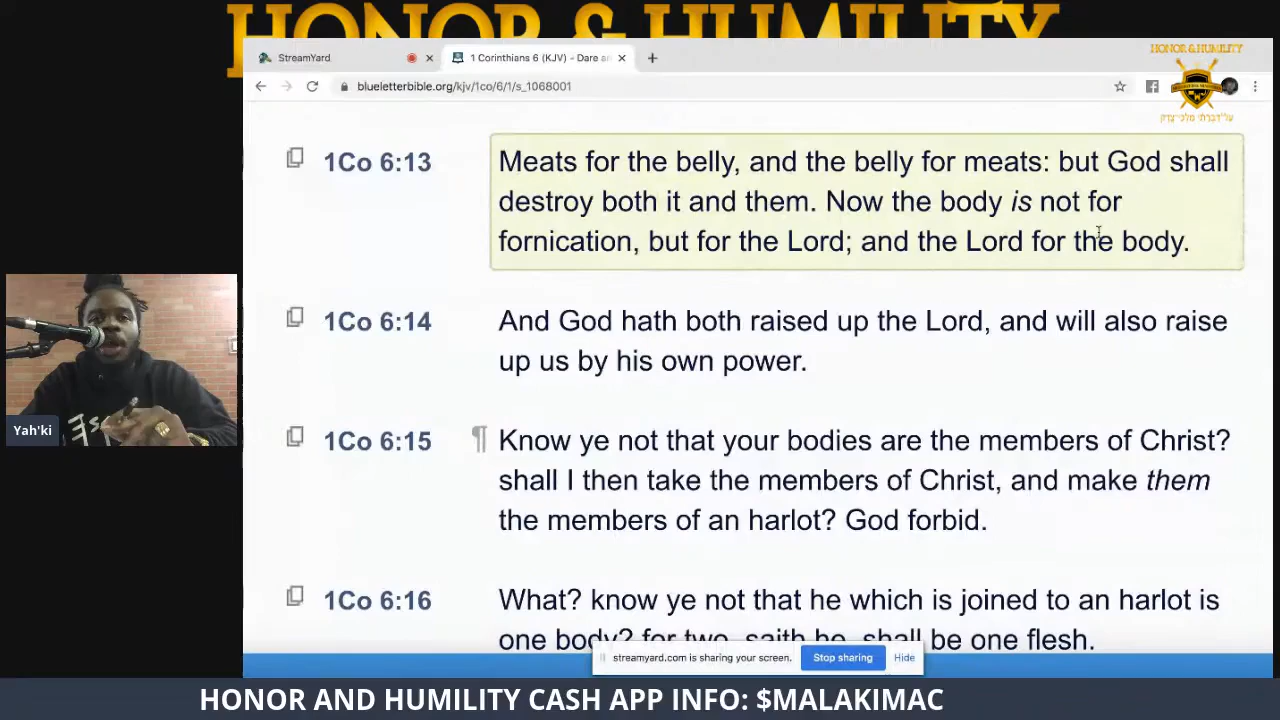 HONOR & HUMILITY
StreamYard
1 Corinthians 6 (KJV) – Dare an
HONOR & HUMILITY
blueletterbible.org/kjv/1co/6/1/s_1068001
1Co 6:13
Meats for the belly, and the belly for meats: but God shall
destroy both it and them. Now the body is not for
fornication, but for the Lord; and the Lord for the body.
1Co 6:14
And God hath both raised up the Lord, and will also raise
up us by his own power.
1Co 6:15
¶ Know ye not that your bodies are the members of Christ?
shall I then take the members of Christ, and make them
the members of an harlot? God forbid.
1Co 6:16
What? know ye not that he which is joined to an harlot is
one body? for two, saith he, shall be one flesh.
Yah'ki
streamyard.com is sharing your screen.
Stop sharing
Hide
HONOR AND HUMILITY CASH APP INFO: $MALAKIMAC